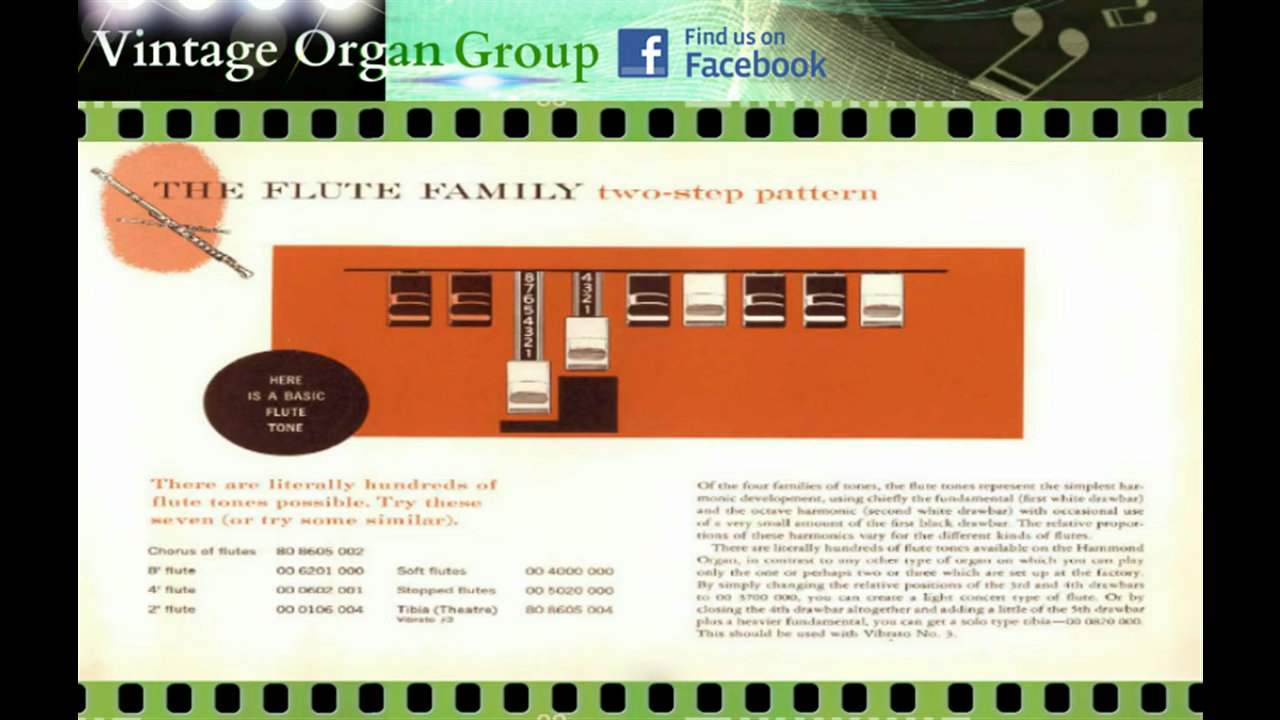 Vintage Organ Group
Find us on
Facebook
THE FLUTE FAMILY two-step pattern
8 4
7 3
6 2
5 1
4
3
2
1
HERE
IS A BASIC
FLUTE
TONE
There are literally hundreds of
flute tones possible. Try these
seven (or try some similar).
Chorus of flutes 80 8605 002
8' flute 00 6201 000 Soft flutes 00 4000 000
4' flute 00 0602 001 Stopped flutes 00 5020 000
2' flute 00 0106 004 Tibia (Theatre) 80 8605 004
Vibrato #3
Of the four families of tones, the flute tones represent the simplest har-
monic development, using chiefly the fundamental (first white drawbar)
and the octave harmonic (second white drawbar) with occasional use
of a very small amount of the first black drawbar. The relative propor-
tions of these harmonics vary for the different kinds of flutes.
There are literally hundreds of flute tones available on the Hammond
Organ, in contrast to any other type of organ on which you can play
only the one or perhaps two or three which are set up at the factory.
By simply changing the relative positions of the 3rd and 4th drawbars
to 00 3700 000, you can create a light concert type of flute. Or by
closing the 4th drawbar altogether and adding a little of the 5th drawbar
plus a heavier fundamental, you can get a solo type tibia—00 0820 000.
This should be used with Vibrato No. 3.